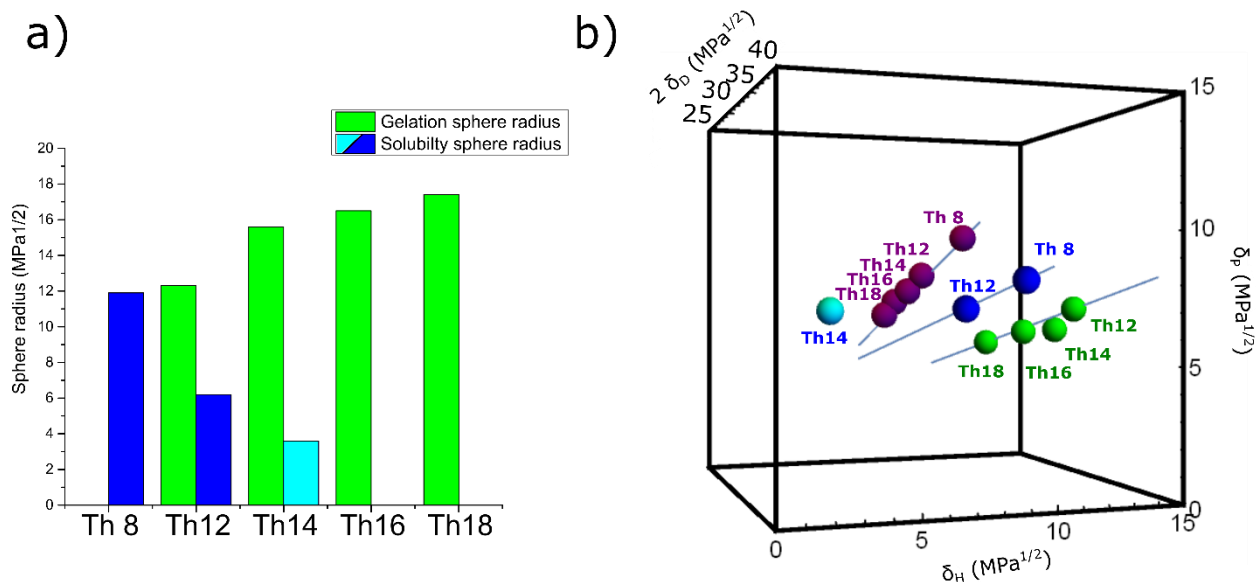 a)
Gelation sphere radius
Solubilty sphere radius
Sphere radius (MPa1/2)
20
18
16
14
12
10
8
6
4
2
0
Th 8 Th12 Th14 Th16 Th18
b)
2 δD (MPa1/2)
40
35
30
25
15
10
5
0
δP (MPa1/2)
Th 8
Th12
Th14
Th16
Th18
Th 8
Th12
Th14
Th12
Th14
Th16
Th18
0 5 10 15
δH (MPa1/2)